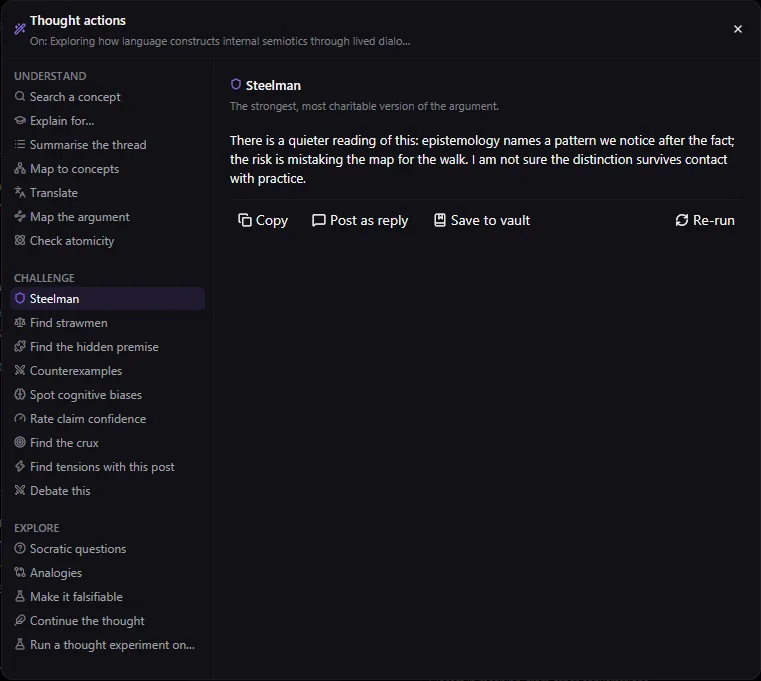 Thought actions
On: Exploring how language constructs internal semiotics through lived dialo...
UNDERSTAND
Search a concept
Explain for...
Summarise the thread
Map to concepts
Translate
Map the argument
Check atomicity
CHALLENGE
Steelman
Find strawmen
Find the hidden premise
Counterexamples
Spot cognitive biases
Rate claim confidence
Find the crux
Find tensions with this post
Debate this
EXPLORE
Socratic questions
Analogies
Make it falsifiable
Continue the thought
Run a thought experiment on...
Steelman
The strongest, most charitable version of the argument.
There is a quieter reading of this: epistemology names a pattern we notice after the fact;
the risk is mistaking the map for the walk. I am not sure the distinction survives contact
with practice.
Copy
Post as reply
Save to vault
Re-run